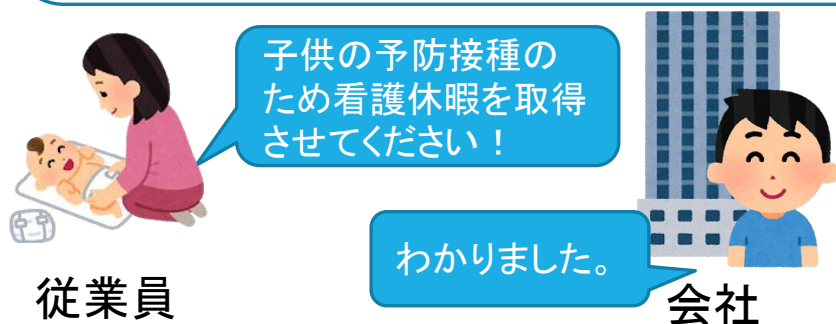 子供の予防接種の
ため看護休暇を取得
させてください！
わかりました。
従業員
会社